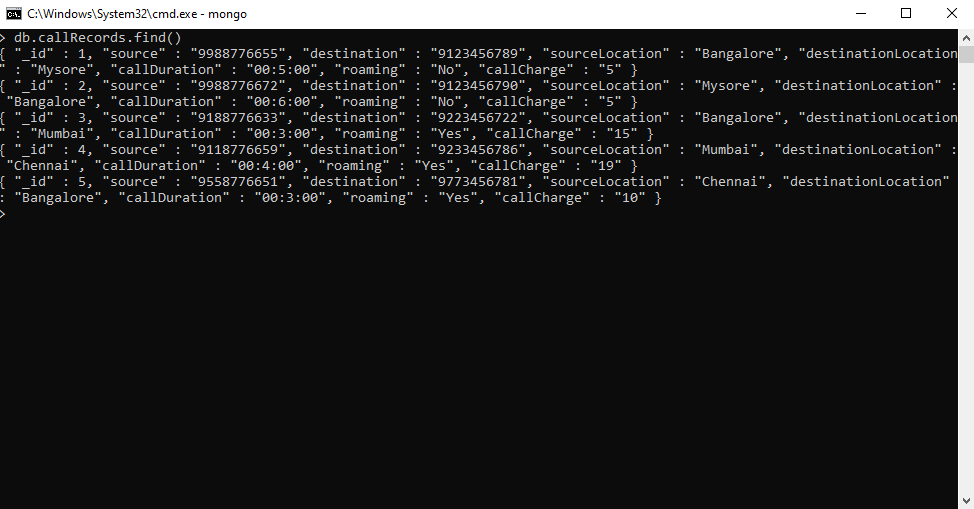 C:\Windows\System32\cmd.exe - mongo
> db.callRecords.find()
{ "_id" : 1, "source" : "9988776655", "destination" : "9123456789", "sourceLocation" : "Bangalore", "destinationLocation
" : "Mysore", "callDuration" : "00:5:00", "roaming" : "No", "callCharge" : "5" }
{ "_id" : 2, "source" : "9988776672", "destination" : "9123456790", "sourceLocation" : "Mysore", "destinationLocation" :
"Bangalore", "callDuration" : "00:6:00", "roaming" : "No", "callCharge" : "5" }
{ "_id" : 3, "source" : "9188776633", "destination" : "9223456722", "sourceLocation" : "Bangalore", "destinationLocation
" : "Mumbai", "callDuration" : "00:3:00", "roaming" : "Yes", "callCharge" : "15" }
{ "_id" : 4, "source" : "9118776659", "destination" : "9233456786", "sourceLocation" : "Mumbai", "destinationLocation" :
"Chennai", "callDuration" : "00:4:00", "roaming" : "Yes", "callCharge" : "19" }
{ "_id" : 5, "source" : "9558776651", "destination" : "9773456781", "sourceLocation" : "Chennai", "destinationLocation"
: "Bangalore", "callDuration" : "00:3:00", "roaming" : "Yes", "callCharge" : "10" }
>